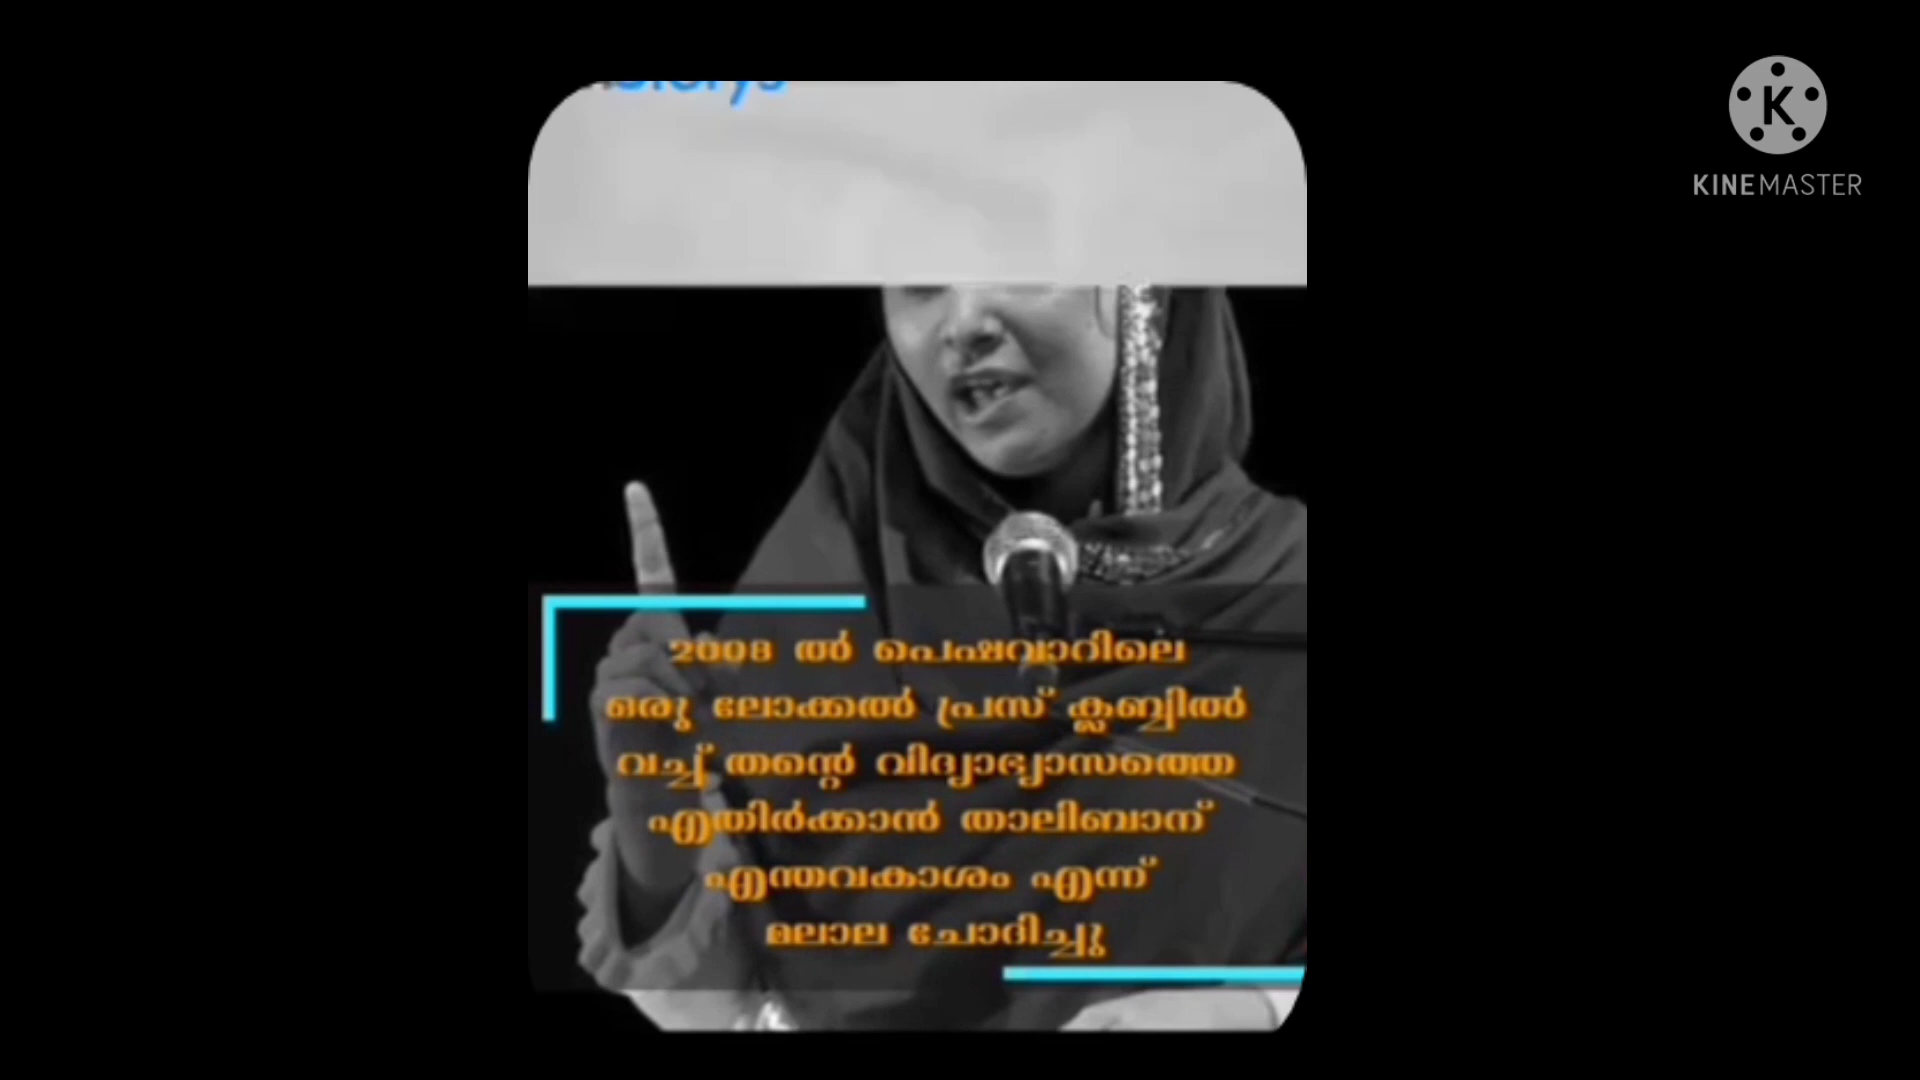 KINEMASTER
2008 ൽ പെഷവാറിലെ
ഒരു ലോക്കൽ പ്രസ് ക്ലബ്ബിൽ
വച്ച് തന്റെ വിദ്യാഭ്യാസത്തെ
എതിർക്കാൻ താലിബാന്
എന്തവകാശം എന്ന്
മലാല ചോദിച്ചു